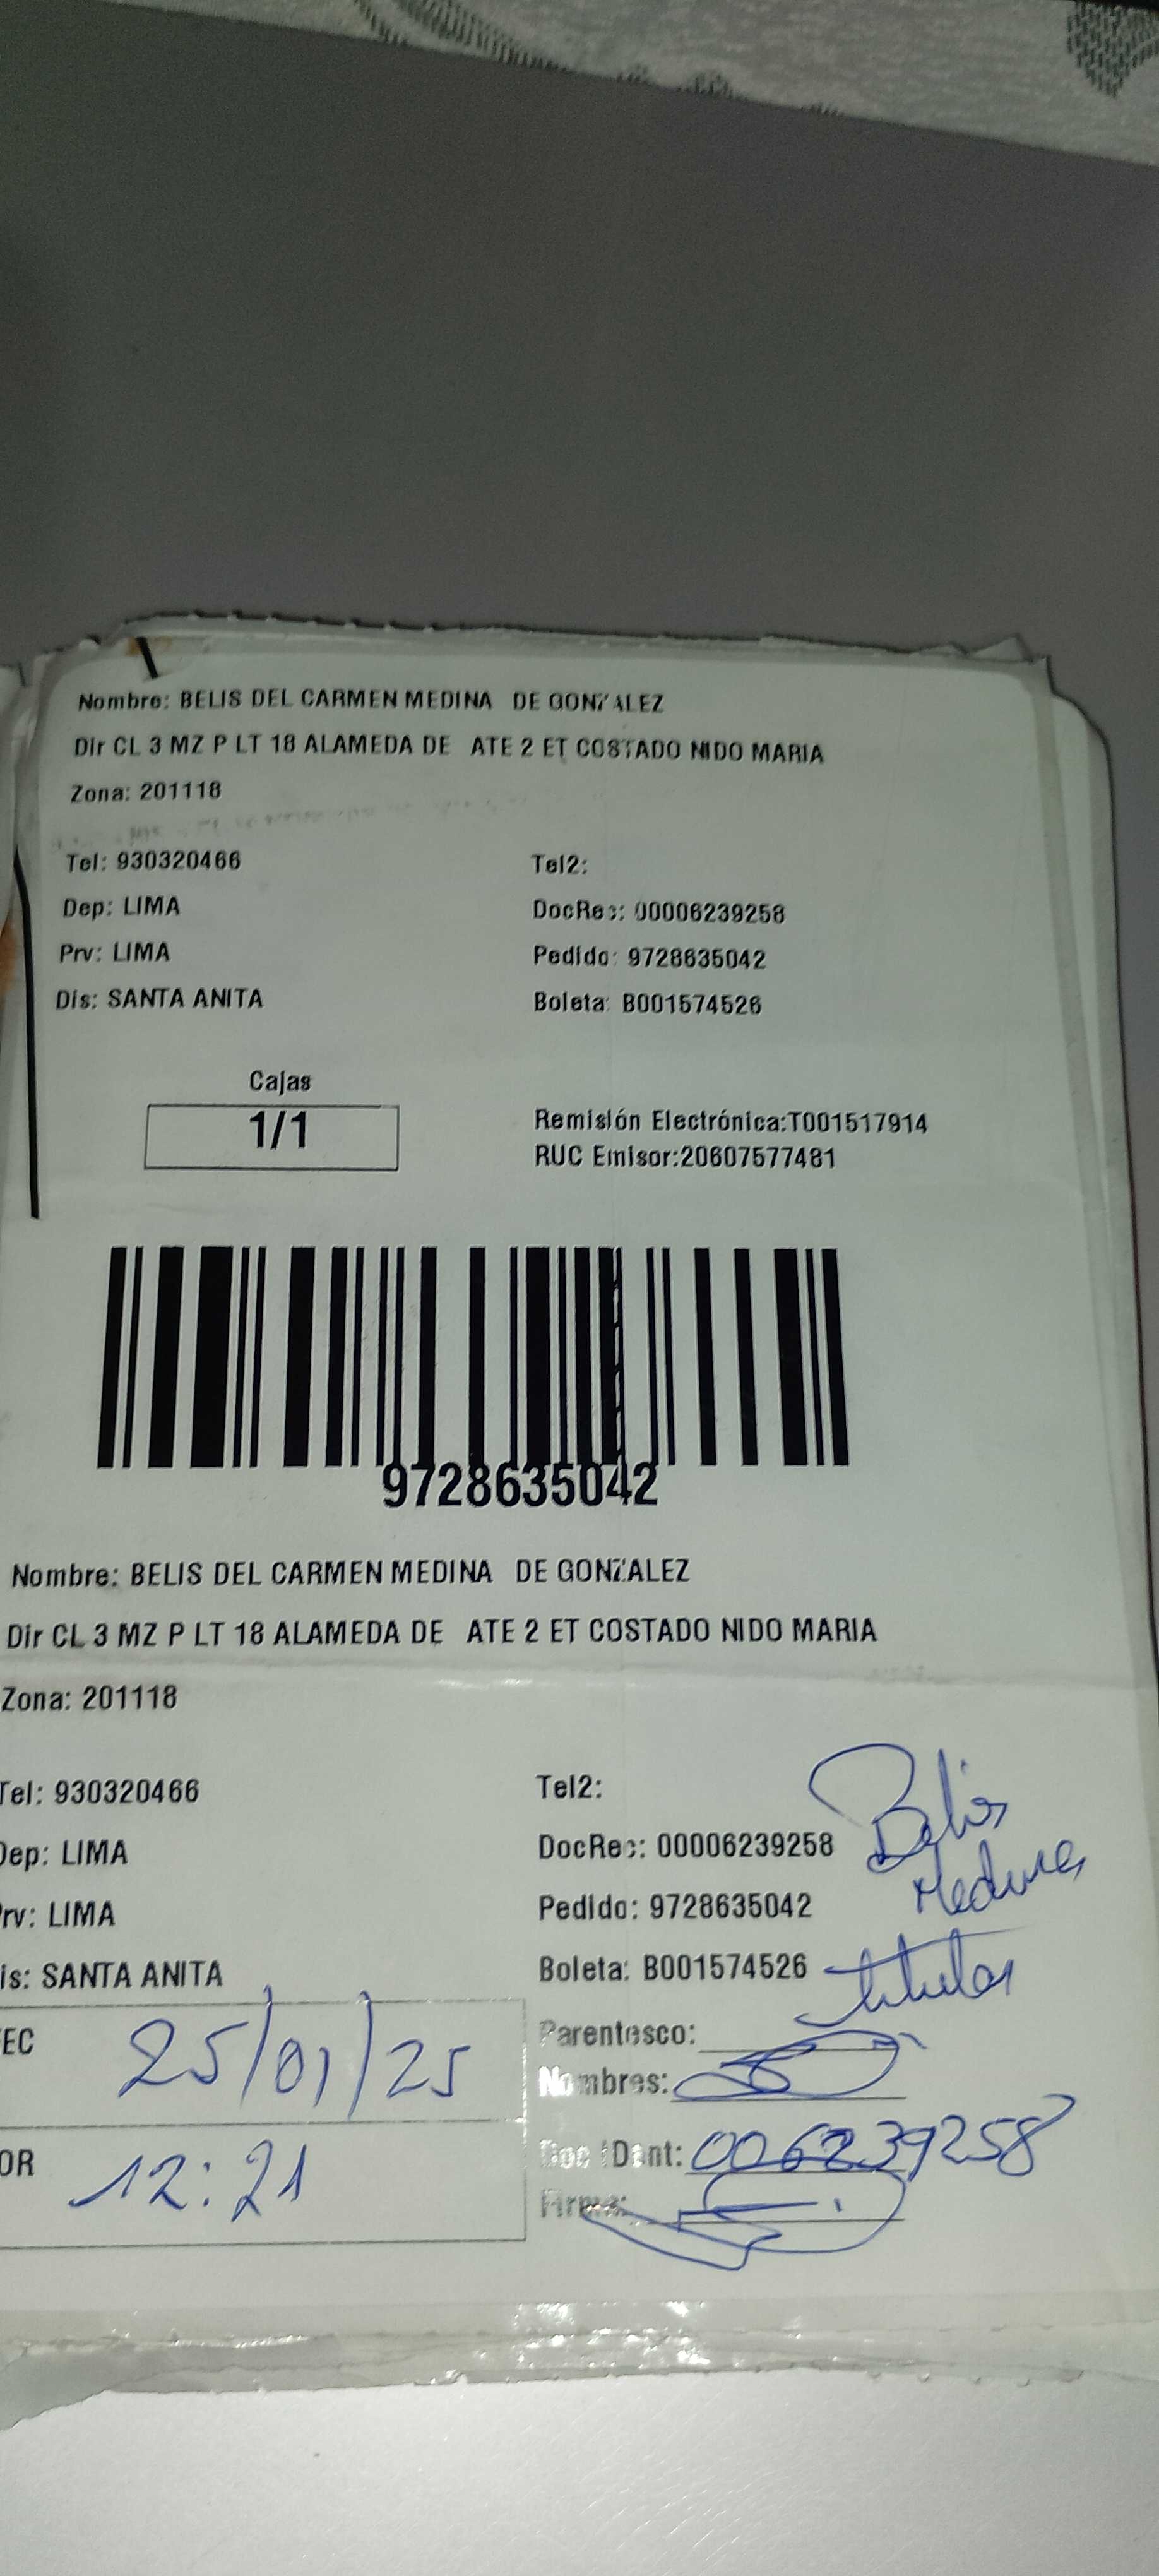 Nombre: BELIS DEL CARMEN MEDINA DE GONZALEZ
Dir CL 3 MZ P LT 18 ALAMEDA DE ATE 2 ET COSTADO NIDO MARIA
Zona: 201118
Tel: 930320466 Tel2:
Dep: LIMA DocRec: 00006239258
Prv: LIMA Pedido: 9728635042
Dis: SANTA ANITA Boleta: B001574526
Cajas
1/1
Remisión Electrónica:T001517914
RUC Emisor:20607577481
9728635042
Nombre: BELIS DEL CARMEN MEDINA DE GONZALEZ
Dir CL 3 MZ P LT 18 ALAMEDA DE ATE 2 ET COSTADO NIDO MARIA
Zona: 201118
Tel: 930320466 Tel2:
Dep: LIMA DocRec: 00006239258
rv: LIMA Pedido: 9728635042
is: SANTA ANITA Boleta: B001574526
Belis
Medina
titular
EC 25/01/25 Parentesco:
Nombres:
OR 12:21 Doc Ident: 006239258
Firma: